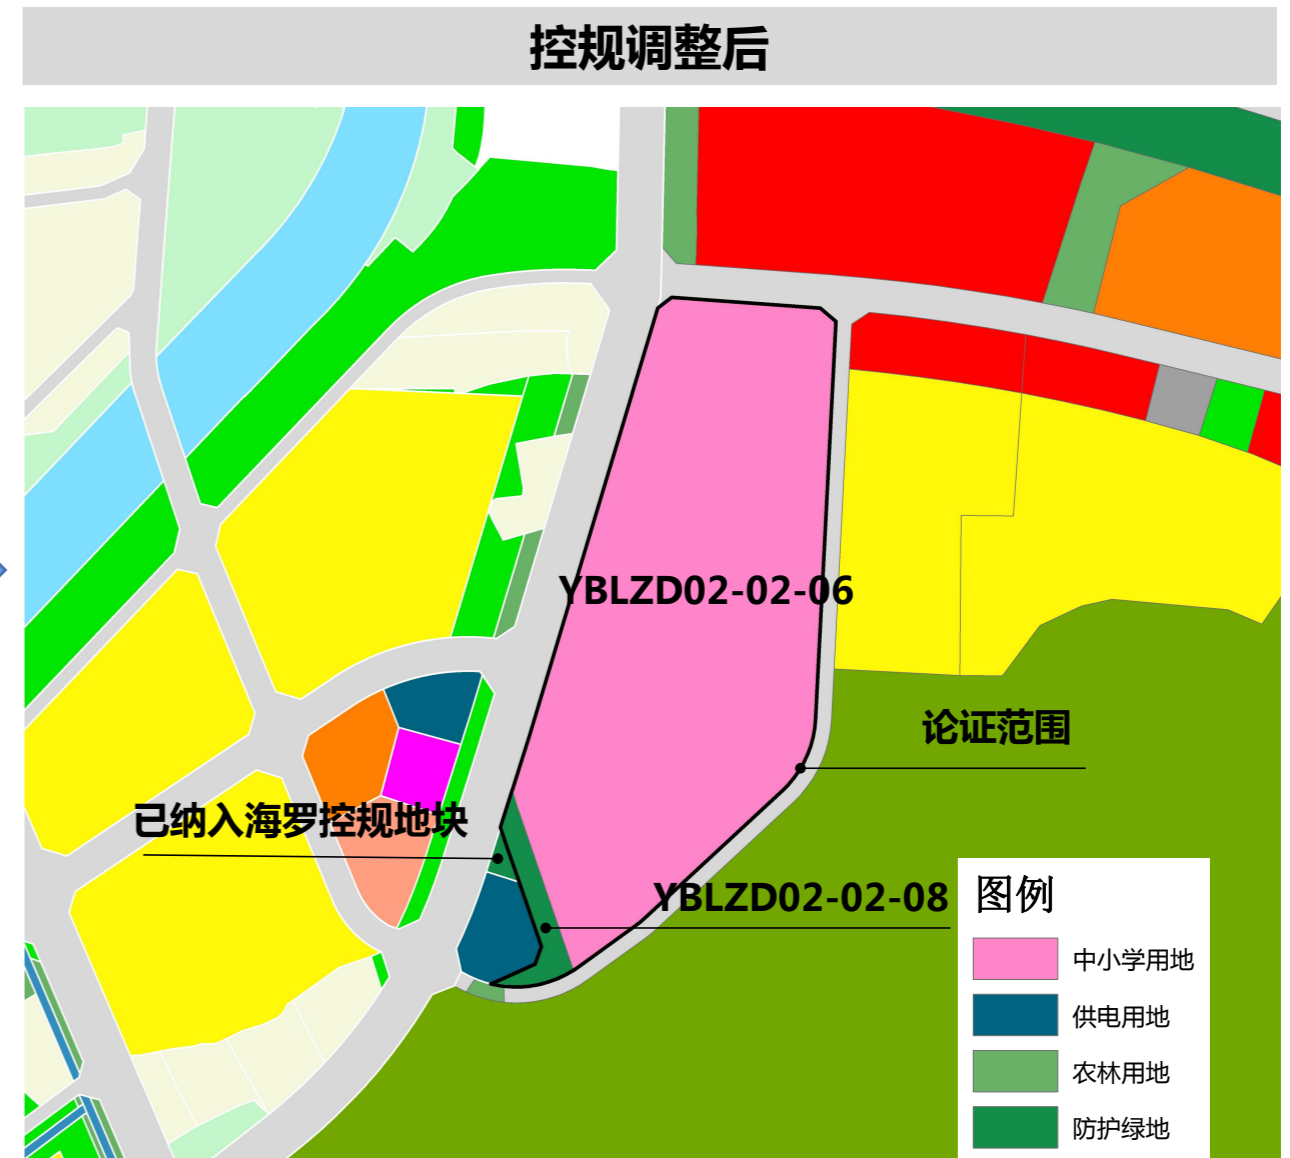 控规调整后
YBLZD02-02-06
论证范围
已纳入海罗控规地块
YBLZD02-02-08
图例
中小学用地
供电用地
农林用地
防护绿地